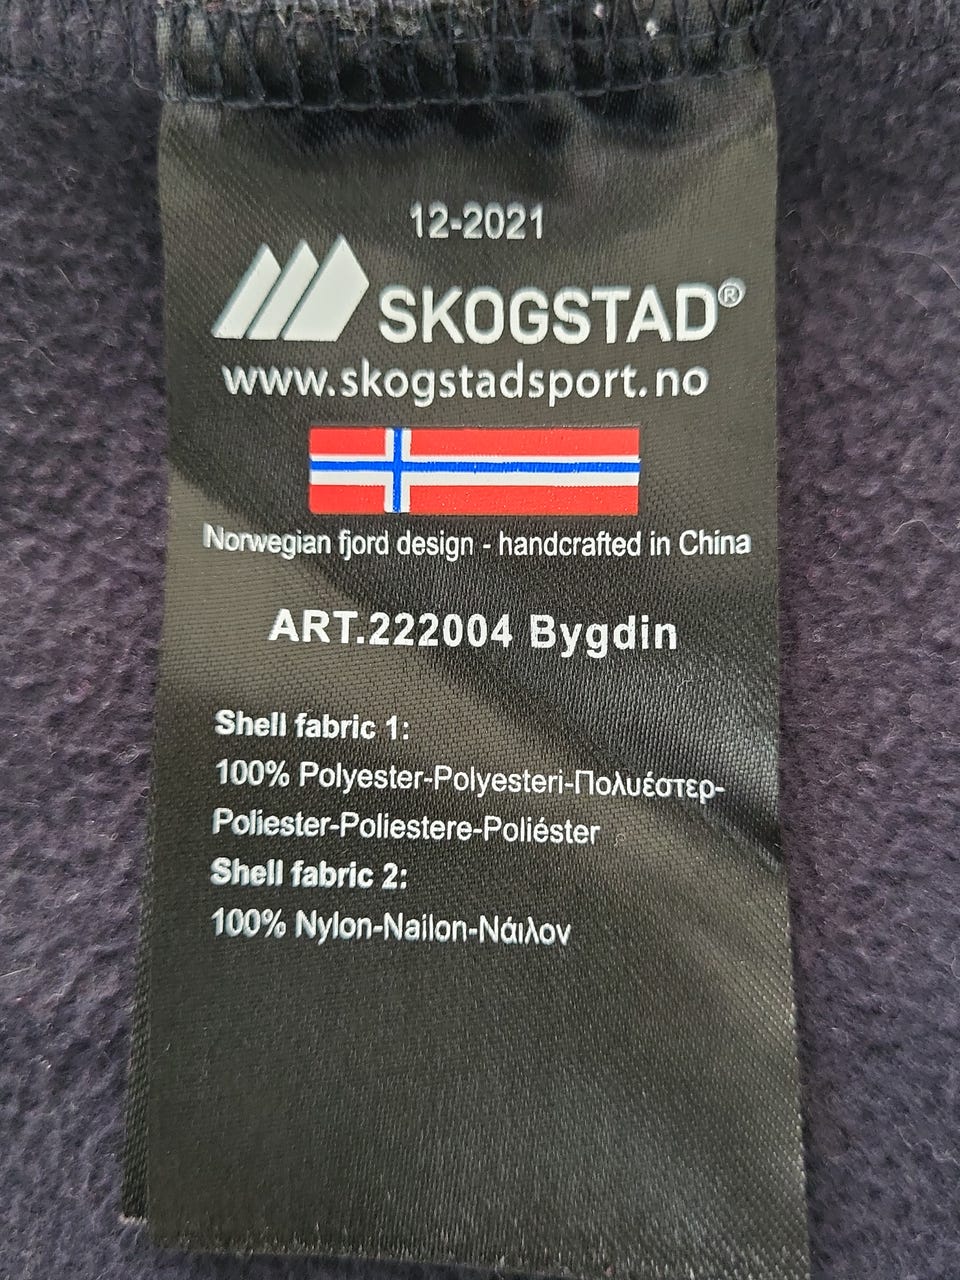 12-2021
SKOGSTAD®
www.skogstadsport.no
Norwegian fjord design - handcrafted in China
ART.222004 Bygdin
Shell fabric 1:
100% Polyester-Polyesteri-Πολυέστερ-
Poliester-Poliestere-Poliéster
Shell fabric 2:
100% Nylon-Nailon-Νάιλον